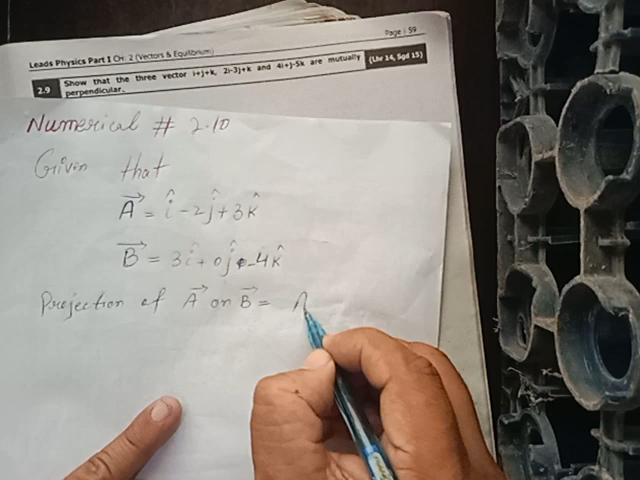 Page : 59
Leads Physics Part I CH: 2 (Vectors & Equilibrium)
2.9 Show that the three vector i+j+k, 2i-3j+k and 4i+j-5k are mutually perpendicular. (Lhr 14, Sgd 15)
Numerical # 2.10
Given that
A⃗ = î - 2ĵ + 3k̂
B⃗ = 3î + 0ĵ - 4k̂
Projection of A⃗ on B⃗ =